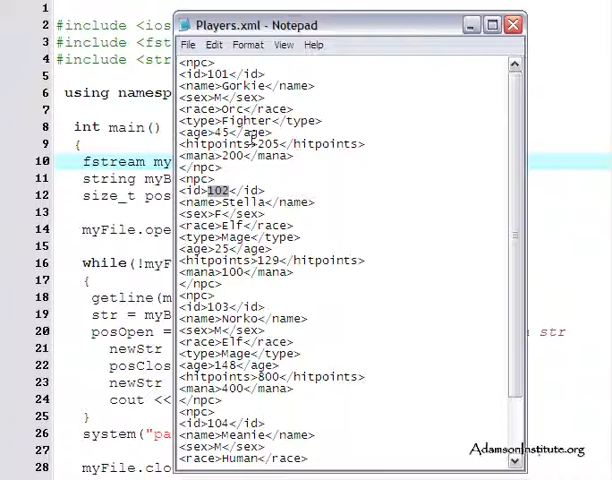 1
2
#include <ios
3
#include <fst
4
#include <str
5
6
using namesp
7
8
int main()
9
{
10
fstream my
11
string myB
12
size_t pos
13
14
myFile.ope
15
16
while(!myF
17
{
18
getline(m
19
str = myB
20
posOpen =
str
21
newStr
22
posClos
23
newStr
24
cout <<
25
}
26
system("pa
27
28
myFile.clo
Players.xml - Notepad
File Edit Format View Help
<npc>
<id>101</id>
<name>Gorkie</name>
<sex>M</sex>
<race>Orc</race>
<type>Fighter</type>
<age>45</age>
<hitpoints>205</hitpoints>
<mana>200</mana>
</npc>
<npc>
<id>102</id>
<name>Stella</name>
<sex>F</sex>
<race>Elf</race>
<type>Mage</type>
<age>25</age>
<hitpoints>129</hitpoints>
<mana>100</mana>
</npc>
<npc>
<id>103</id>
<name>Norko</name>
<sex>M</sex>
<race>Elf</race>
<type>Mage</type>
<age>148</age>
<hitpoints>800</hitpoints>
<mana>400</mana>
</npc>
<npc>
<id>104</id>
<name>Meanie</name>
<sex>M</sex>
<race>Human</race>
AdamsonInstitute.org